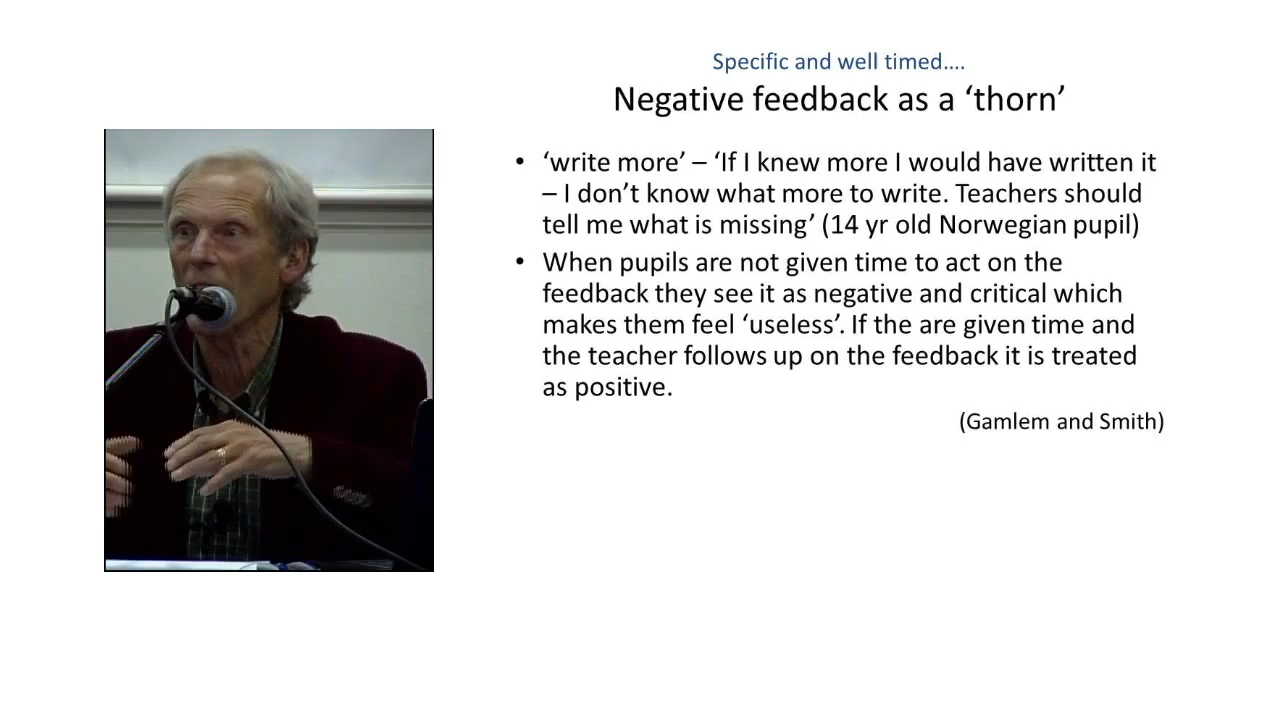 Specific and well timed....
Negative feedback as a ‘thorn’
• ‘write more’ – ‘If I knew more I would have written it
– I don’t know what more to write. Teachers should
tell me what is missing’ (14 yr old Norwegian pupil)
• When pupils are not given time to act on the
feedback they see it as negative and critical which
makes them feel ‘useless’. If the are given time and
the teacher follows up on the feedback it is treated
as positive.
(Gamlem and Smith)